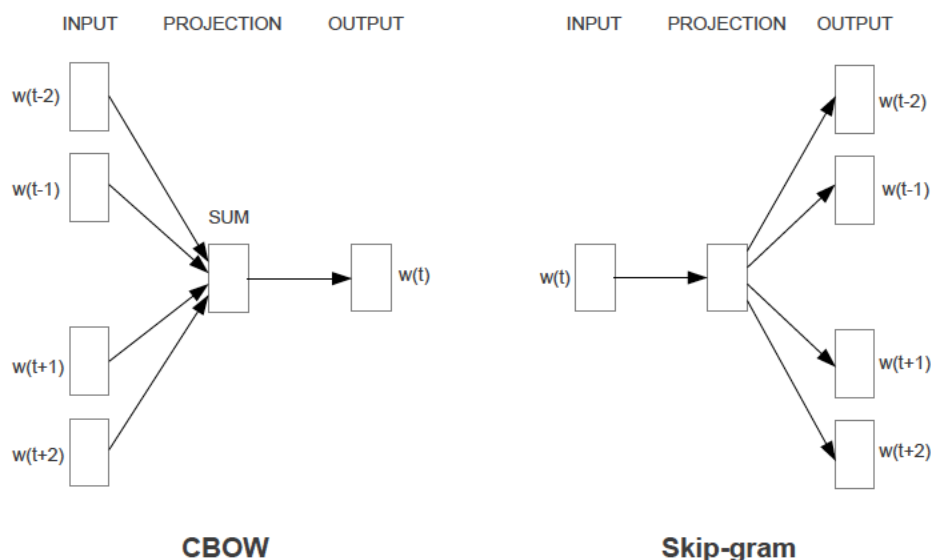 INPUT PROJECTION OUTPUT
w(t-2)
w(t-1)
SUM
w(t)
w(t+1)
w(t+2)
CBOW
INPUT PROJECTION OUTPUT
w(t-2)
w(t-1)
w(t)
w(t+1)
w(t+2)
Skip-gram